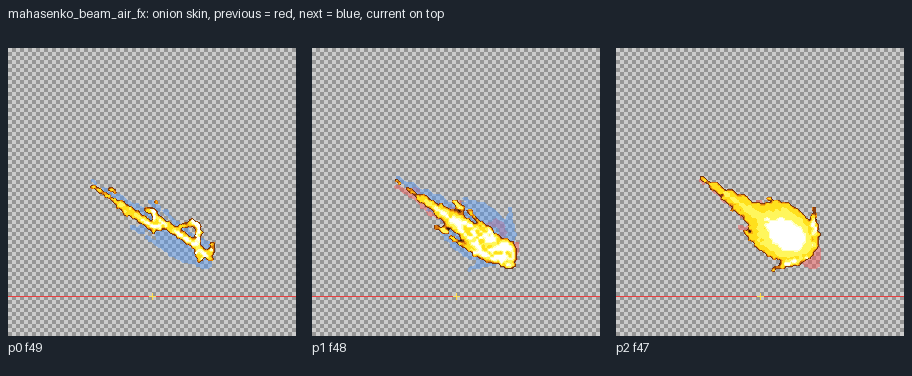 mahasenko_beam_air_fx: onion skin, previous = red, next = blue, current on top
p0 f49
p1 f48
p2 f47